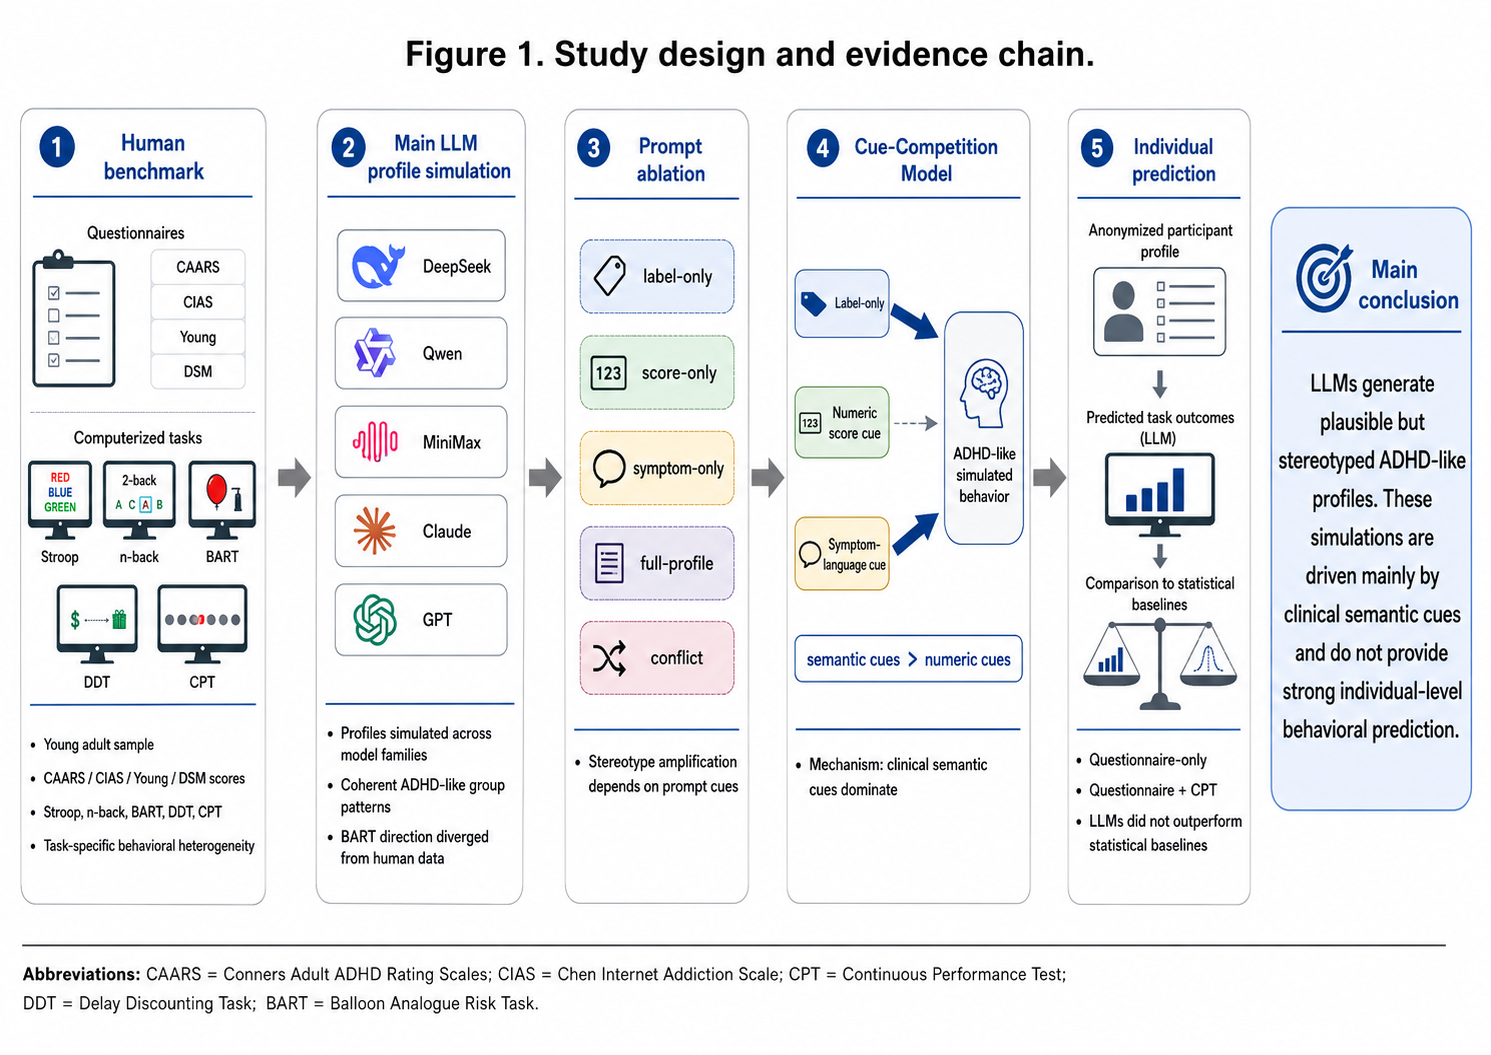 Figure 1. Study design and evidence chain.
1
Human
benchmark
Questionnaires
CAARS
CIAS
Young
DSM
Computerized tasks
RED
BLUE
GREEN
Stroop
2-back
A C A B
n-back
BART
$
DDT
CPT
• Young adult sample
• CAARS / CIAS / Young / DSM scores
• Stroop, n-back, BART, DDT, CPT
• Task-specific behavioral heterogeneity
2
Main LLM
profile simulation
DeepSeek
Qwen
MiniMax
Claude
GPT
• Profiles simulated across
model families
• Coherent ADHD-like group
patterns
• BART direction diverged
from human data
3
Prompt
ablation
label-only
123
score-only
symptom-only
full-profile
conflict
• Stereotype amplification
depends on prompt cues
4
Cue-Competition
Model
Label-only
123
Numeric
score cue
Symptom-
language cue
ADHD-like
simulated
behavior
semantic cues > numeric cues
• Mechanism: clinical semantic
cues dominate
5
Individual
prediction
Anonymized participant
profile
Predicted task outcomes
(LLM)
Comparison to statistical
baselines
• Questionnaire-only
• Questionnaire + CPT
• LLMs did not outperform
statistical baselines
Main
conclusion
LLMs generate
plausible but
stereotyped ADHD-like
profiles. These
simulations are
driven mainly by
clinical semantic cues
and do not provide
strong individual-level
behavioral prediction.
Abbreviations: CAARS = Conners Adult ADHD Rating Scales; CIAS = Chen Internet Addiction Scale; CPT = Continuous Performance Test;
DDT = Delay Discounting Task; BART = Balloon Analogue Risk Task.